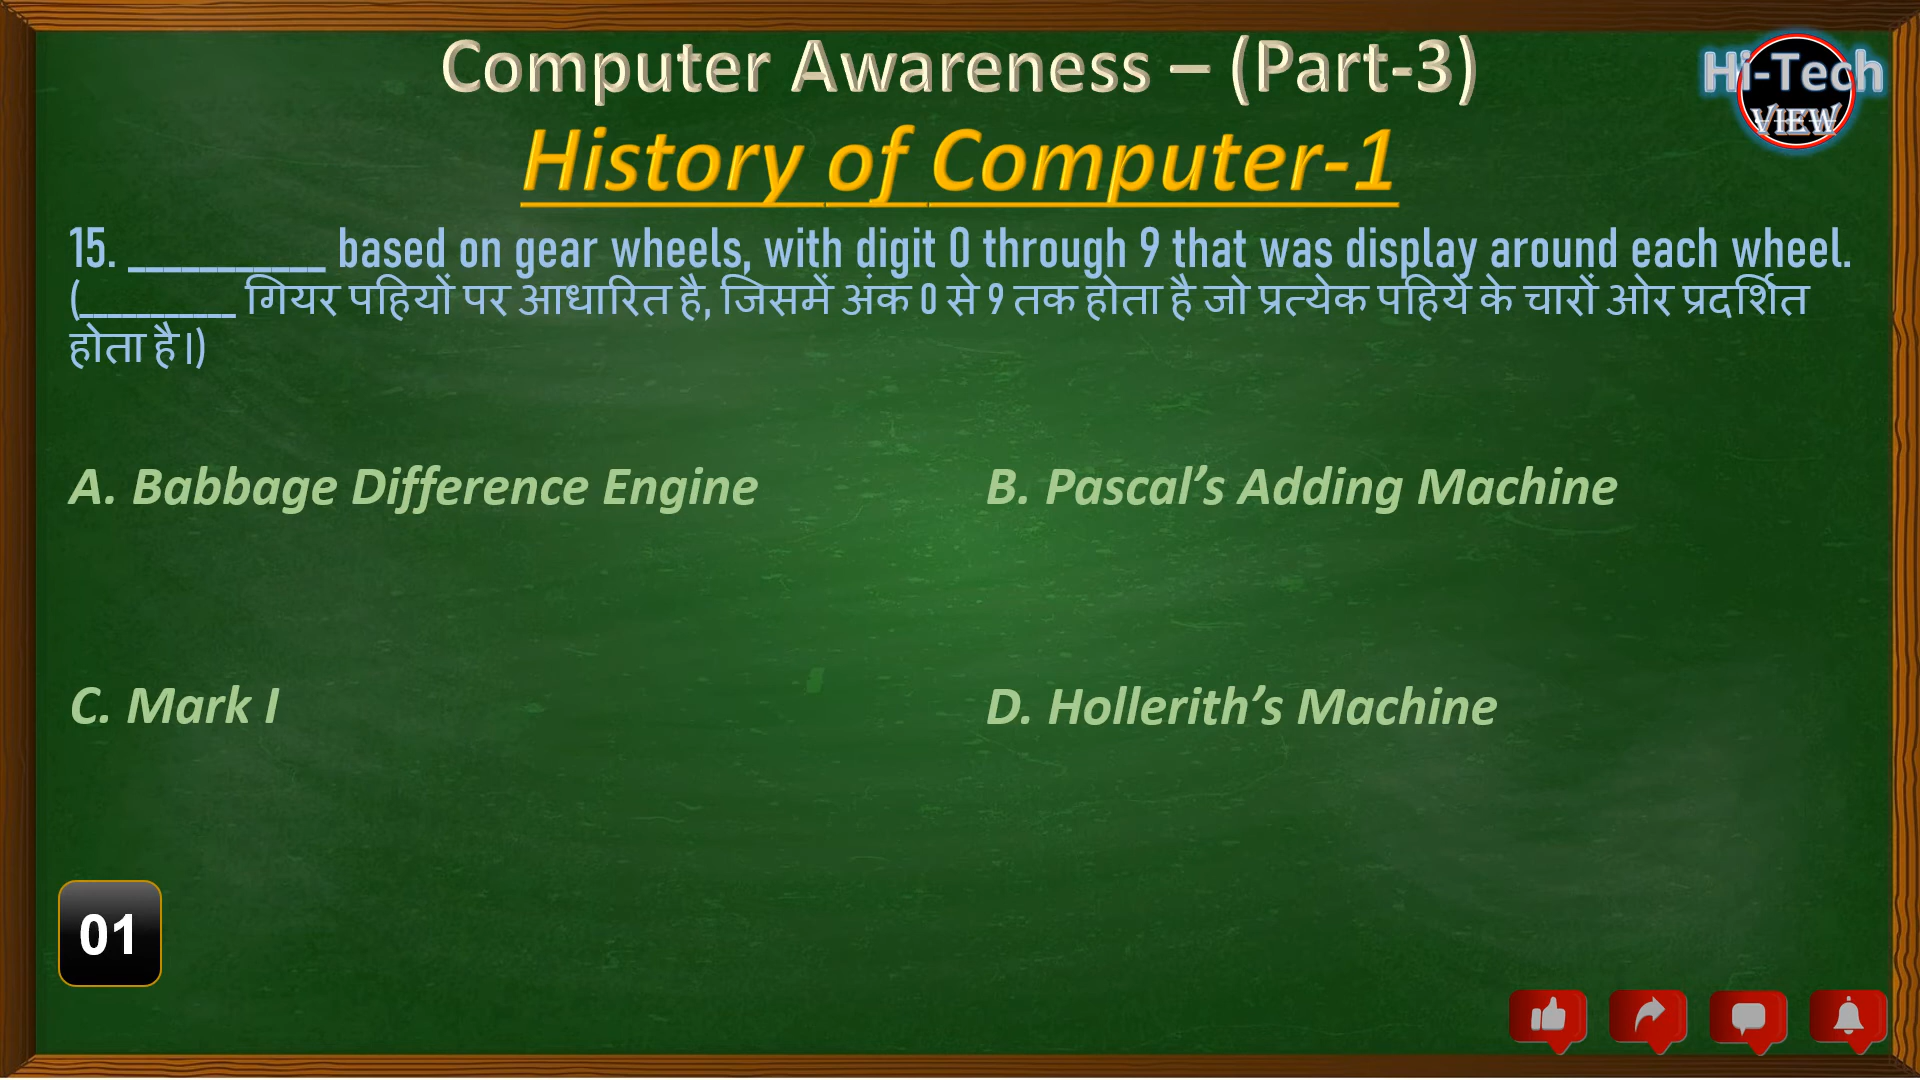 Computer Awareness – (Part-3)
Hi-Tech
VIEW
History of Computer-1
15. ___________ based on gear wheels, with digit 0 through 9 that was display around each wheel.
(___________ गियर पहियों पर आधारित है, जिसमें अंक 0 से 9 तक होता है जो प्रत्येक पहिये के चारों ओर प्रदर्शित
होता है।)
A. Babbage Difference Engine
B. Pascal’s Adding Machine
C. Mark I
D. Hollerith’s Machine
01